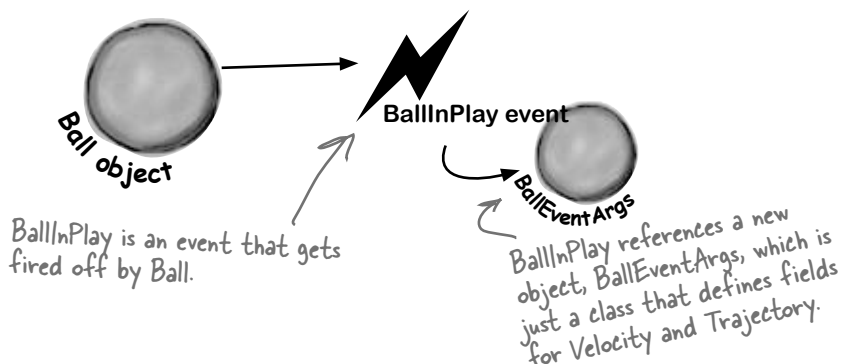 Ball object
BallInPlay event
BallEventArgs
BallInPlay is an event that gets
fired off by Ball.
BallInPlay references a new
object, BallEventArgs, which is
just a class that defines fields
for Velocity and Trajectory.